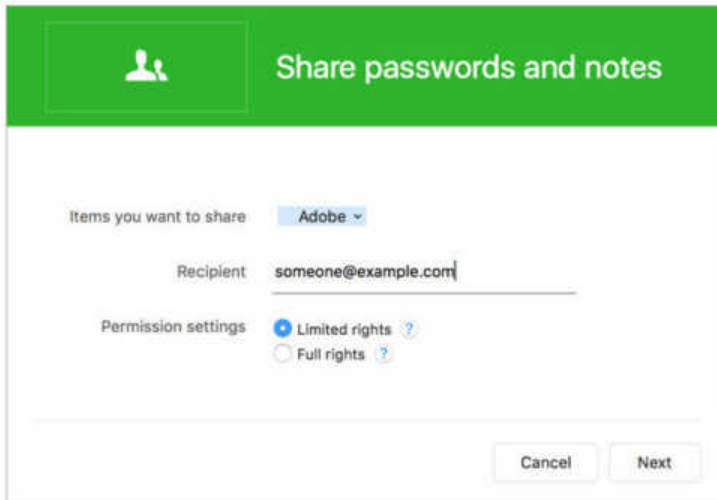 Share passwords and notes
Items you want to share Adobe
Recipient someone@example.com
Permission settings Limited rights ?
Full rights ?
Cancel Next